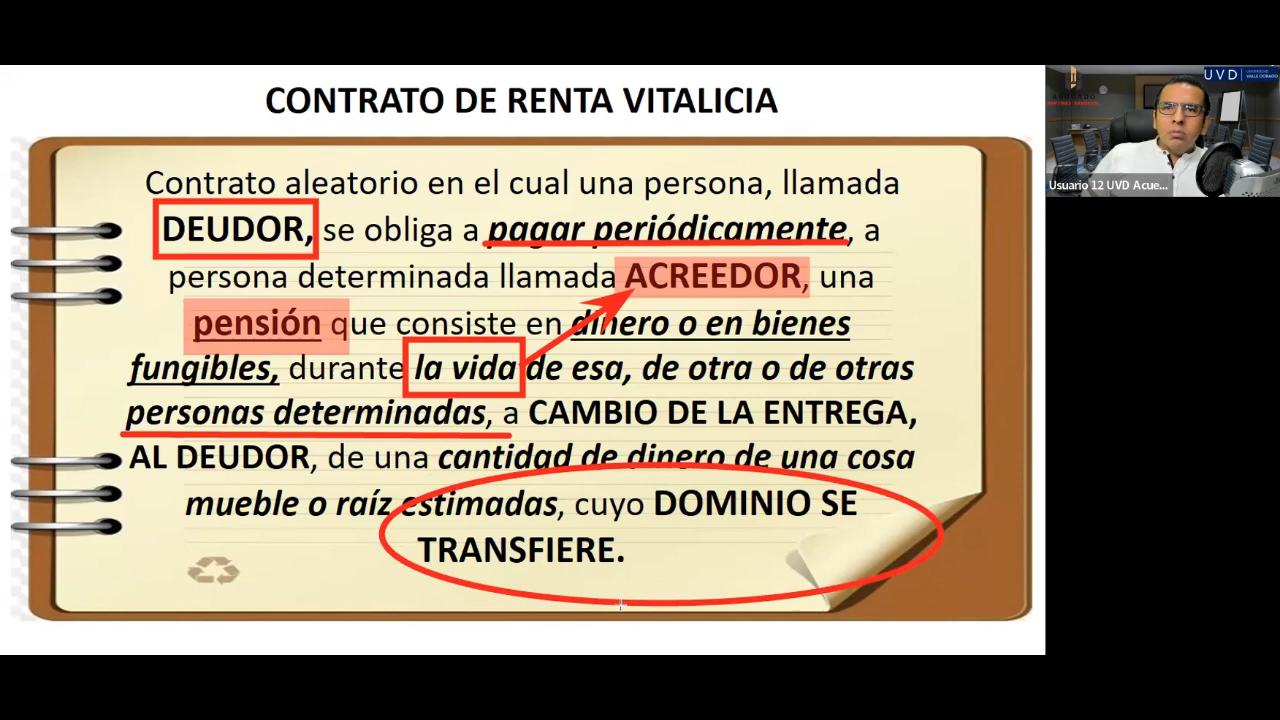 CONTRATO DE RENTA VITALICIA
Contrato aleatorio en el cual una persona, llamada
DEUDOR, se obliga a pagar periódicamente, a
persona determinada llamada ACREEDOR, una
pensión que consiste en dinero o en bienes
fungibles, durante la vida de esa, de otra o de otras
personas determinadas, a CAMBIO DE LA ENTREGA,
AL DEUDOR, de una cantidad de dinero de una cosa
mueble o raíz estimadas, cuyo DOMINIO SE
TRANSFIERE.
UVD
Usuario 12 UVD Acue...